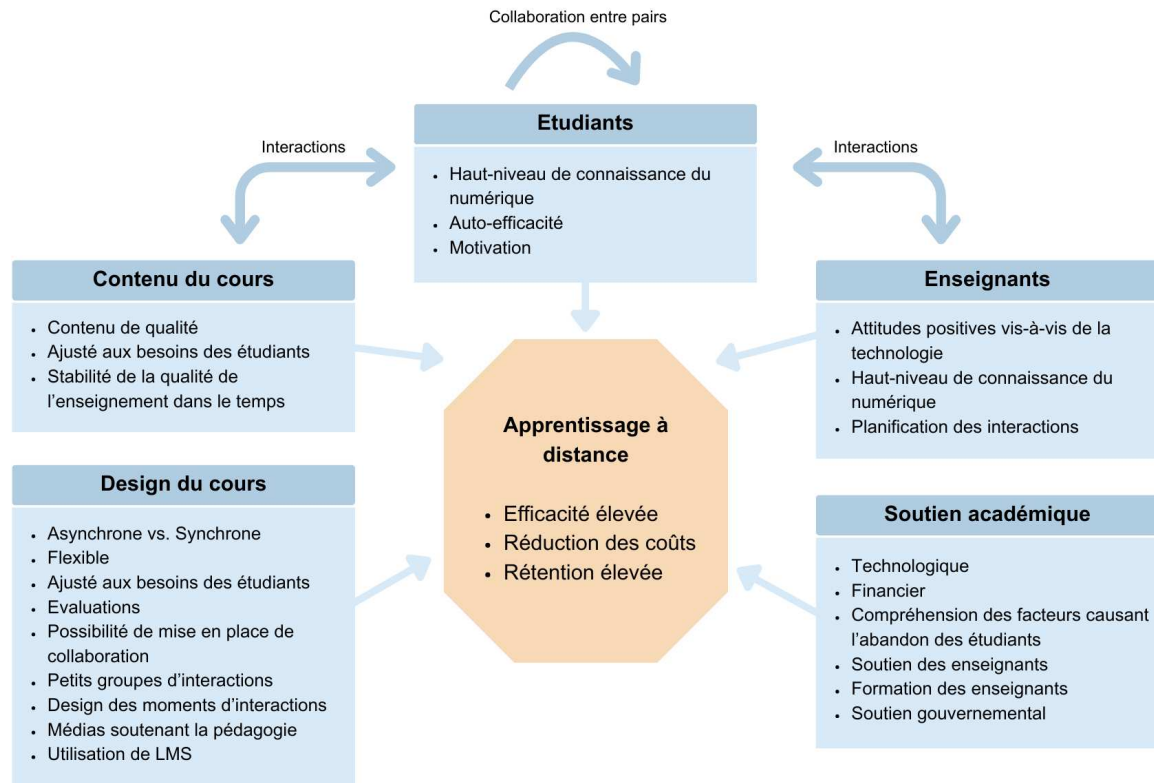 Collaboration entre pairs
Etudiants
Interactions
Interactions
• Haut-niveau de connaissance du
numérique
• Auto-efficacité
• Motivation
Contenu du cours
• Contenu de qualité
• Ajusté aux besoins des étudiants
• Stabilité de la qualité de
l’enseignement dans le temps
Enseignants
• Attitudes positives vis-à-vis de la
technologie
• Haut-niveau de connaissance du
numérique
• Planification des interactions
Apprentissage à
distance
• Efficacité élevée
• Réduction des coûts
• Rétention élevée
Design du cours
• Asynchrone vs. Synchrone
• Flexible
• Ajusté aux besoins des étudiants
• Evaluations
• Possibilité de mise en place de
collaboration
• Petits groupes d’interactions
• Design des moments d’interactions
• Médias soutenant la pédagogie
• Utilisation de LMS
Soutien académique
• Technologique
• Financier
• Compréhension des facteurs causant
l’abandon des étudiants
• Soutien des enseignants
• Formation des enseignants
• Soutien gouvernemental